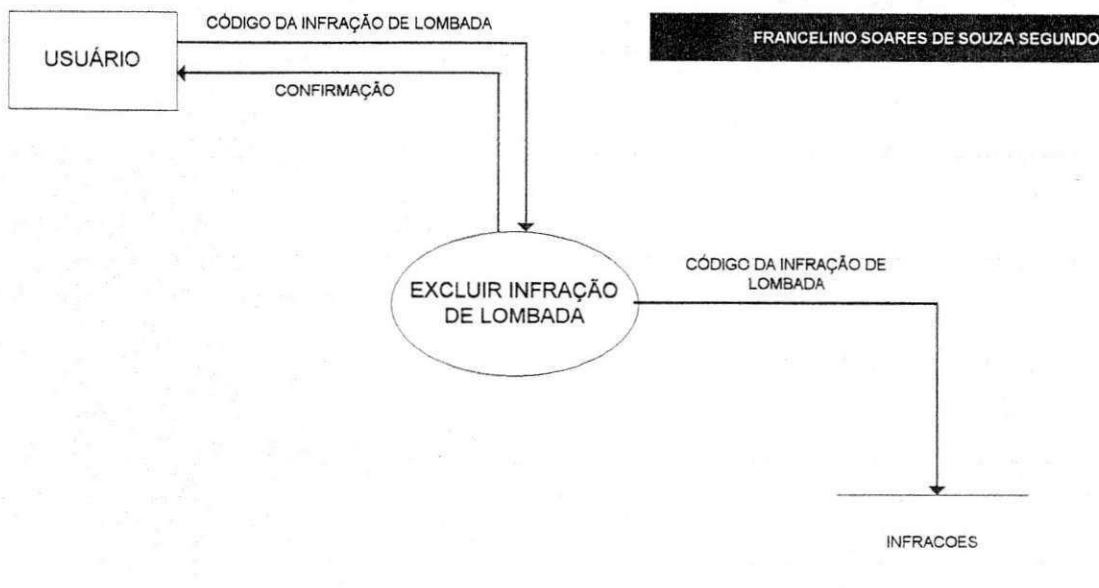 CÓDIGO DA INFRAÇÃO DE LOMBADA
FRANCELINO SOARES DE SOUZA SEGUNDO
USUÁRIO
CONFIRMAÇÃO
EXCLUIR INFRAÇÃO
DE LOMBADA
CÓDIGO DA INFRAÇÃO DE
LOMBADA
INFRACOES